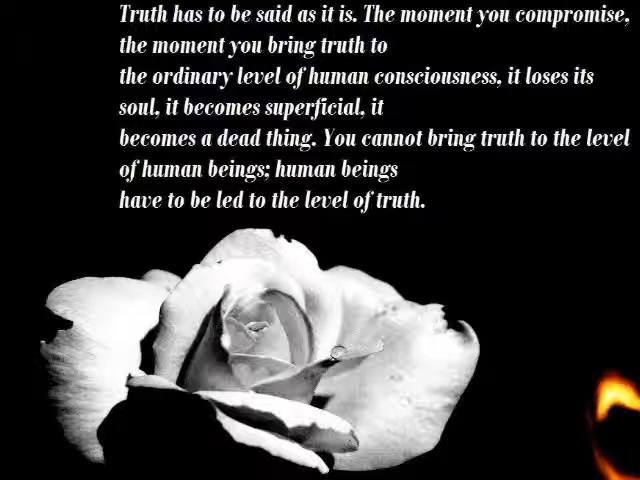 Truth has to be said as it is. The moment you compromise,
the moment you bring truth to
the ordinary level of human consciousness, it loses its
soul, it becomes superficial, it
becomes a dead thing. You cannot bring truth to the level
of human beings; human beings
have to be led to the level of truth.